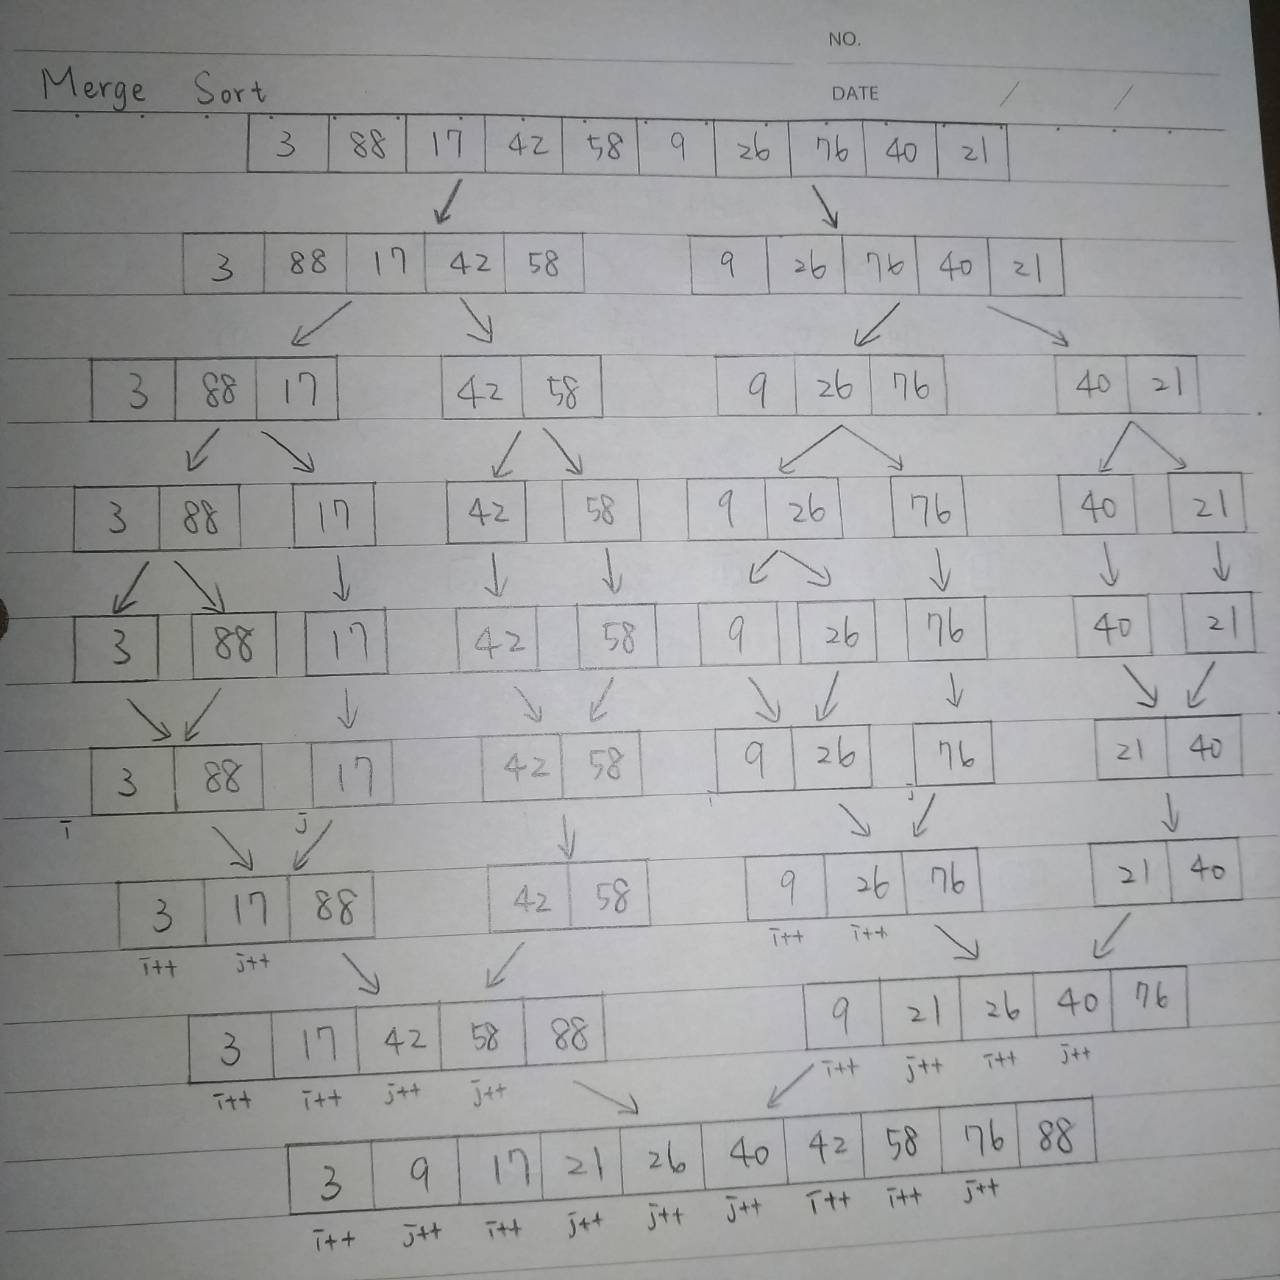 NO.
Merge Sort
DATE / /
3 88 17 42 58 9 26 76 40 21
3 88 17 42 58 9 26 76 40 21
3 88 17 42 58 9 26 76 40 21
3 88 17 42 58 9 26 76 40 21
3 88 17 42 58 9 26 76 40 21
3 88 17 42 58 9 26 76 21 40
i j i j
3 17 88 42 58 9 26 76 21 40
i++ j++ i++ i++
3 17 42 58 88 9 21 26 40 76
i++ i++ j++ j++ i++ j++ i++ j++
3 9 17 21 26 40 42 58 76 88
i++ j++ i++ j++ j++ j++ i++ i++ j++